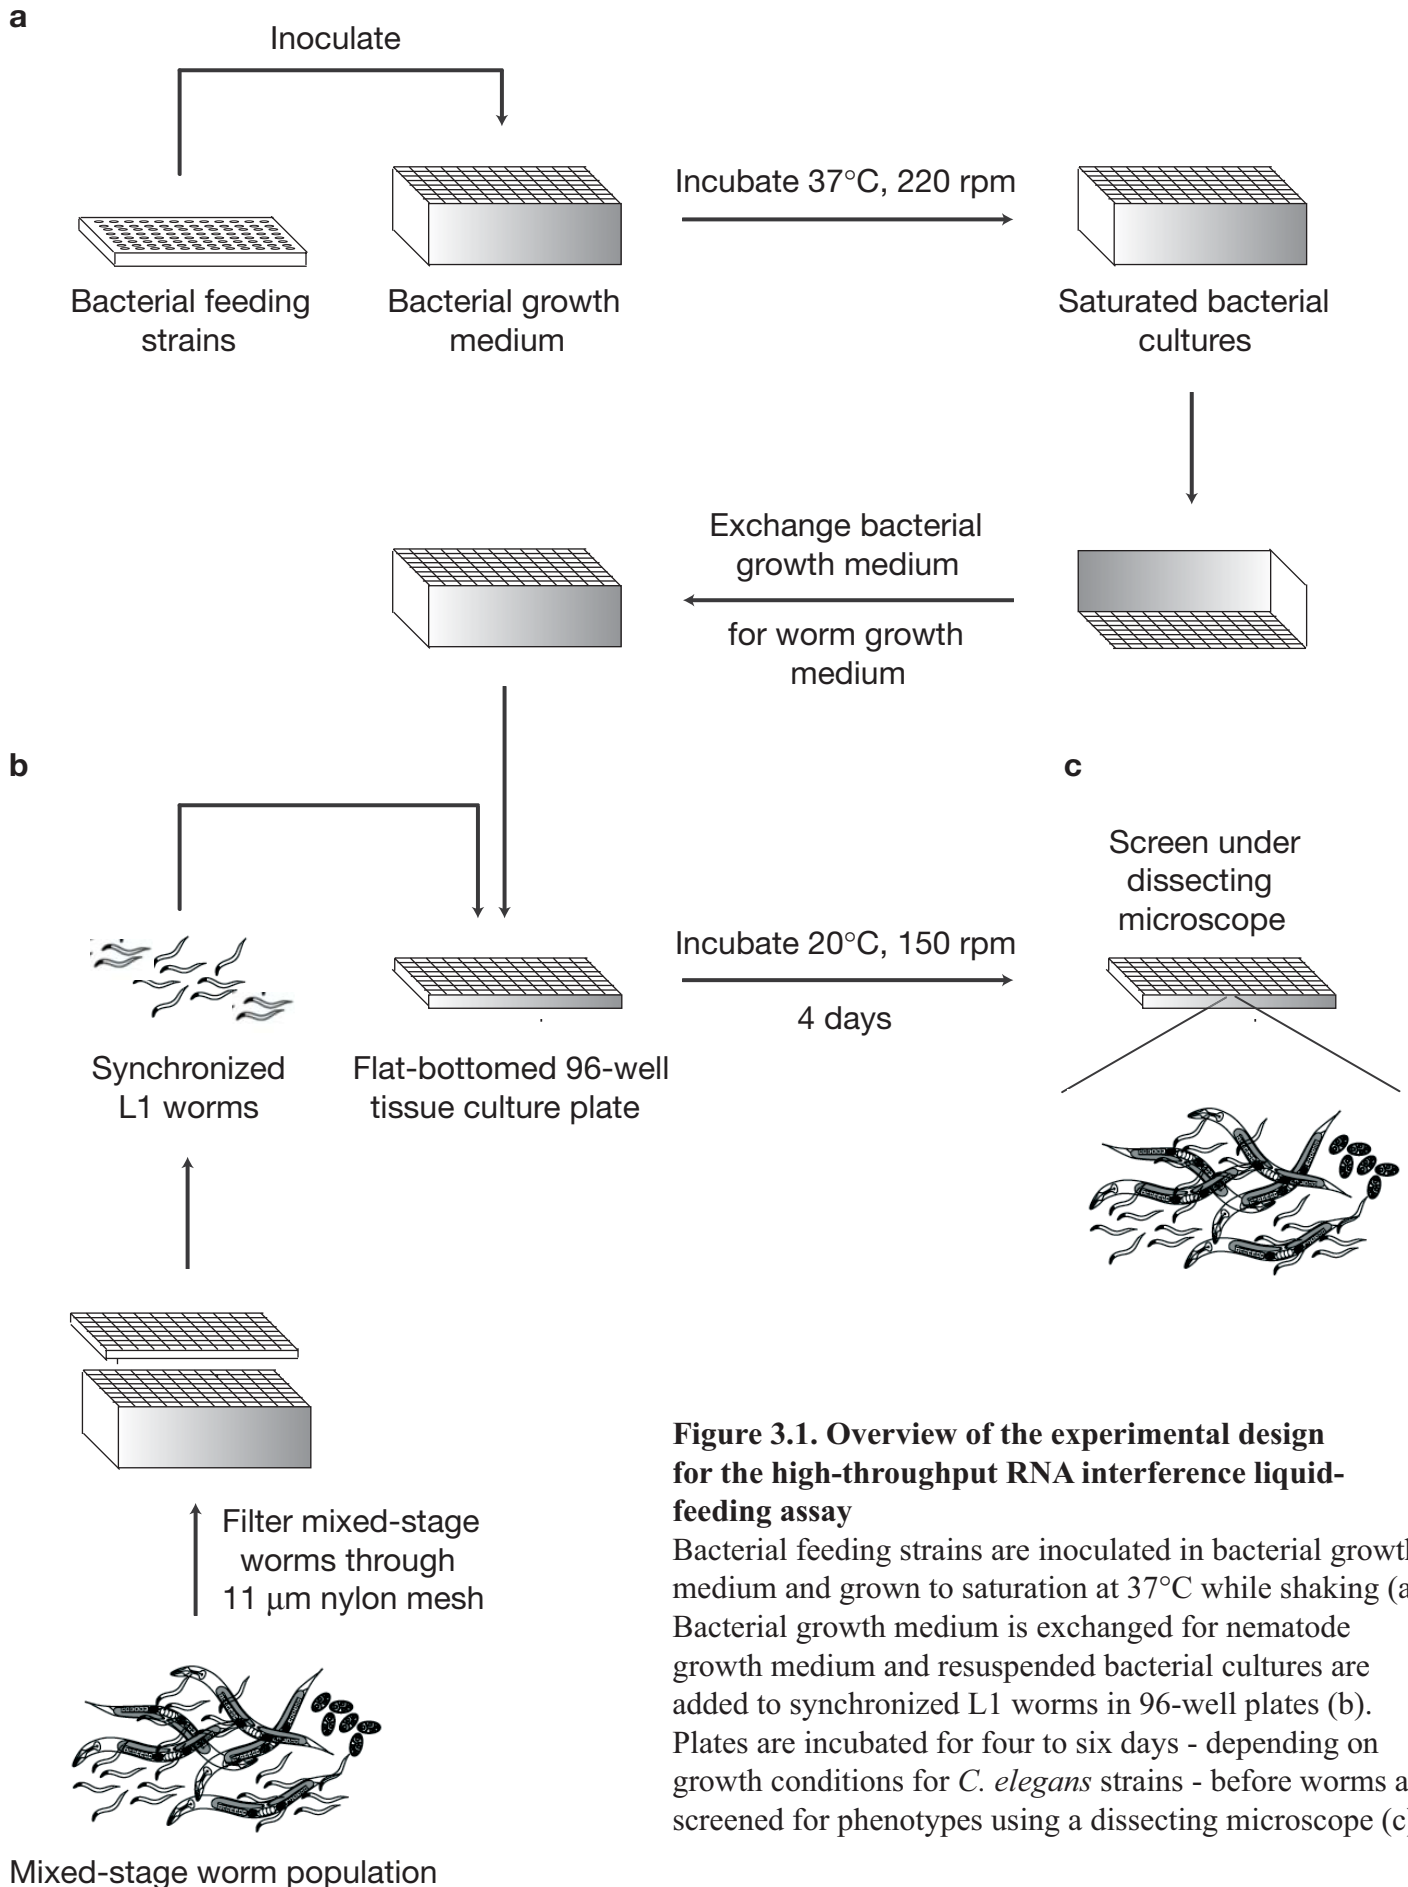 a
Inoculate
Incubate 37°C, 220 rpm
Bacterial feeding
strains
Bacterial growth
medium
Saturated bacterial
cultures
Exchange bacterial
growth medium
for worm growth
medium
b
c
Screen under
dissecting
microscope
Incubate 20°C, 150 rpm
4 days
Synchronized
L1 worms
Flat-bottomed 96-well
tissue culture plate
Filter mixed-stage
worms through
11 μm nylon mesh
Mixed-stage worm population
Figure 3.1. Overview of the experimental design
for the high-throughput RNA interference liquid-
feeding assay
Bacterial feeding strains are inoculated in bacterial growth
medium and grown to saturation at 37°C while shaking (a
Bacterial growth medium is exchanged for nematode
growth medium and resuspended bacterial cultures are
added to synchronized L1 worms in 96-well plates (b).
Plates are incubated for four to six days - depending on
growth conditions for C. elegans strains - before worms a
screened for phenotypes using a dissecting microscope (c)